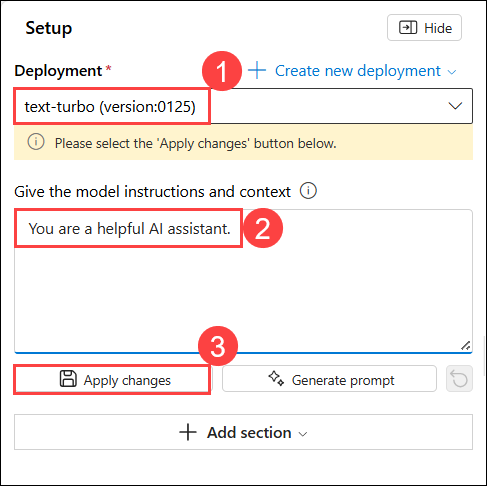 Setup
Hide
Deployment *
1
Create new deployment
text-turbo (version:0125)
Please select the 'Apply changes' button below.
Give the model instructions and context
You are a helpful AI assistant.
2
3
Apply changes
Generate prompt
Add section